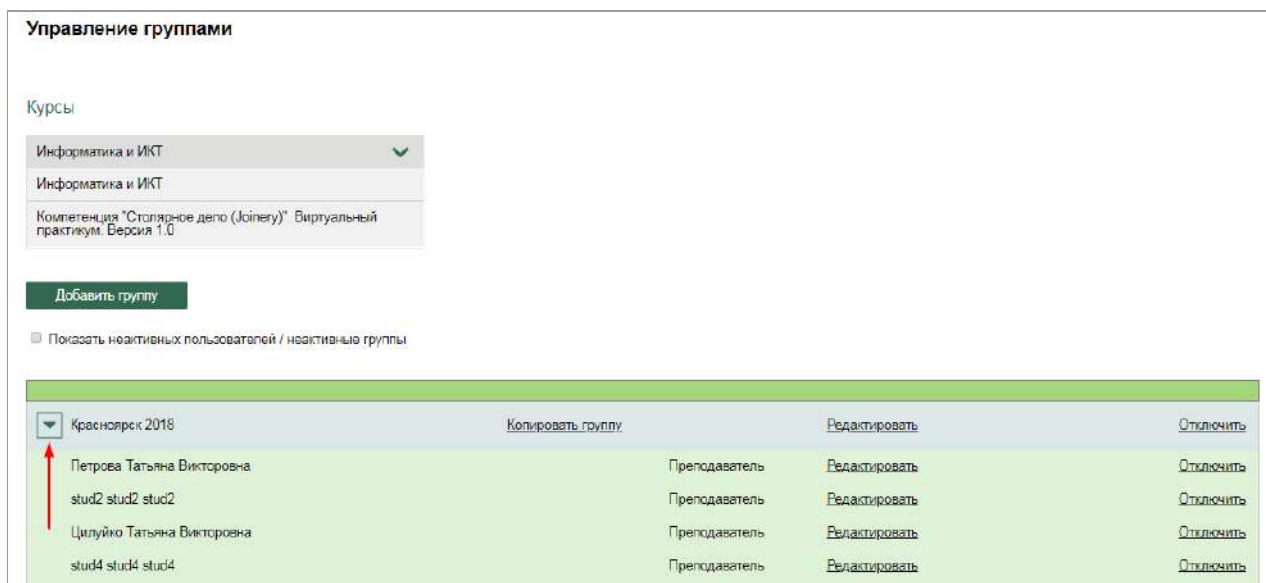 Управление группами
Курсы
Информатика и ИКТ
Информатика и ИКТ
Компетенция "Столярное дело (Joinery)" Виртуальный
практикум. Версия 1.0
Добавить группу
Показать неактивных пользователей / неактивные группы
Красноярск 2018 Копировать группу Редактировать Отключить
Петрова Татьяна Викторовна Преподаватель Редактировать Отключить
stud2 stud2 stud2 Преподаватель Редактировать Отключить
Цилуйко Татьяна Викторовна Преподаватель Редактировать Отключить
stud4 stud4 stud4 Преподаватель Редактировать Отключить